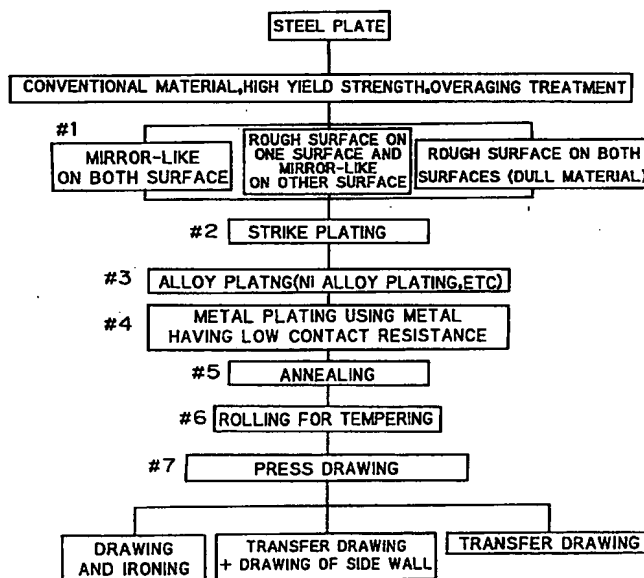 STEEL PLATE
CONVENTIONAL MATERIAL,HIGH YIELD STRENGTH.OVERAGING TREATMENT
#1
MIRROR-LIKE
ON BOTH SURFACE
ROUGH SURFACE ON
ONE SURFACE AND
MIRROR-LIKE
ON OTHER SURFACE
ROUGH SURFACE ON BOTH
SURFACES (DULL MATERIAL)
#2 STRIKE PLATING
#3 ALLOY PLATNG(NI ALLOY PLATING,ETC)
#4 METAL PLATING USING METAL
HAVING LOW CONTACT RESISTANCE
#5 ANNEALING
#6 ROLLING FOR TEMPERING
#7 PRESS DRAWING
DRAWING
AND IRONING
TRANSFER DRAWING
+ DRAWING OF SIDE WALL
TRANSFER DRAWING